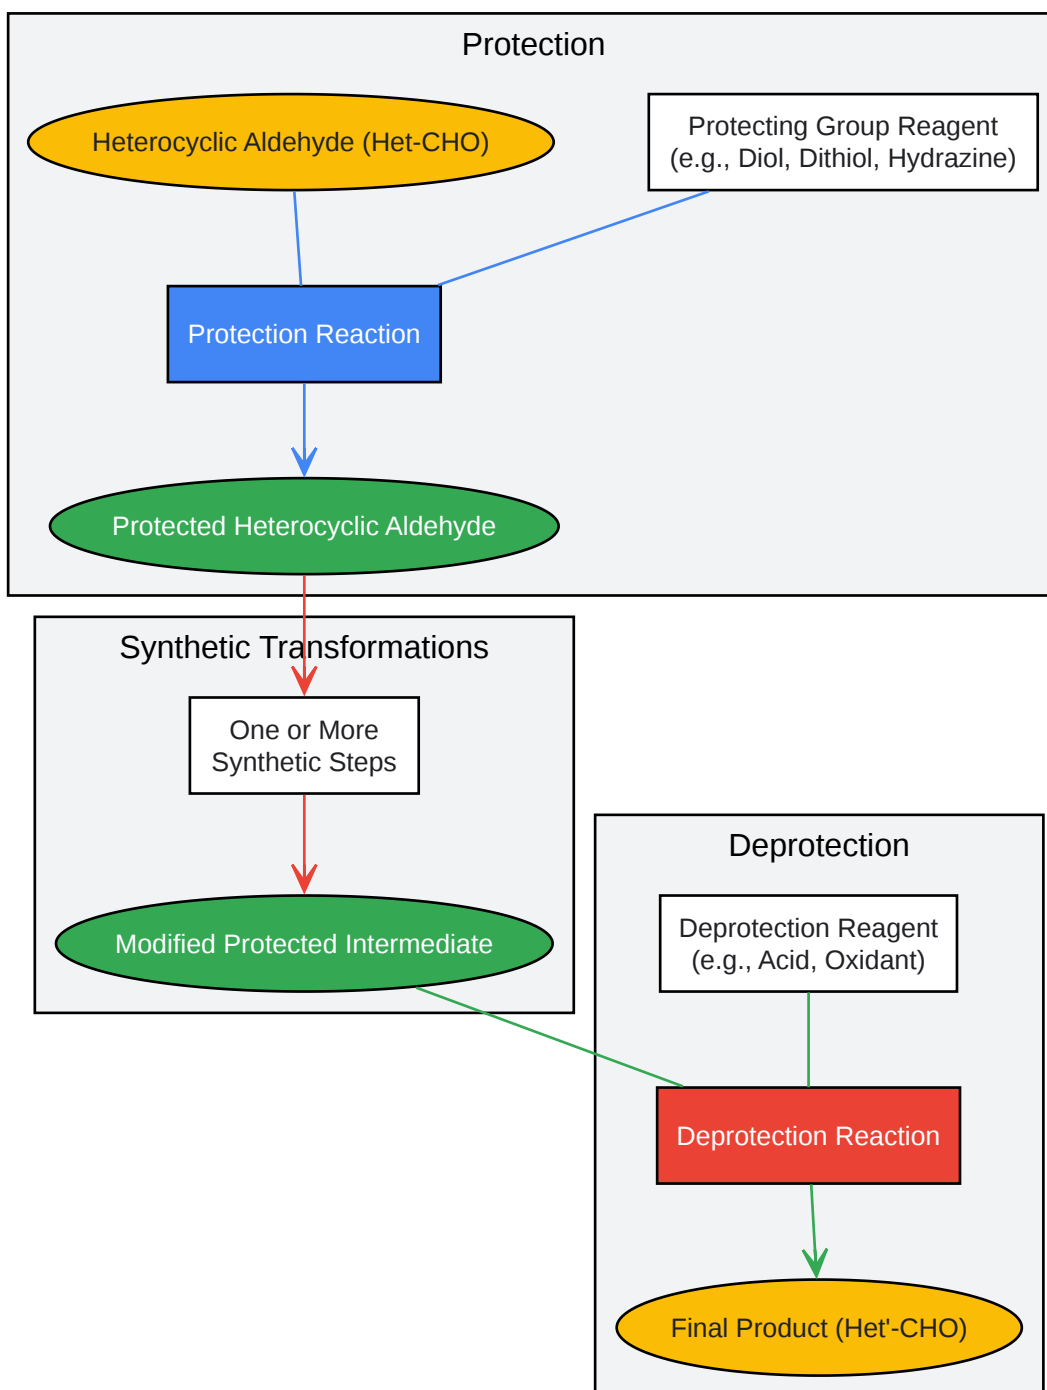 Protection
Heterocyclic Aldehyde (Het-CHO)
Protecting Group Reagent
(e.g., Diol, Dithiol, Hydrazine)
Protection Reaction
Protected Heterocyclic Aldehyde
Synthetic Transformations
One or More
Synthetic Steps
Modified Protected Intermediate
Deprotection
Deprotection Reagent
(e.g., Acid, Oxidant)
Deprotection Reaction
Final Product (Het'-CHO)